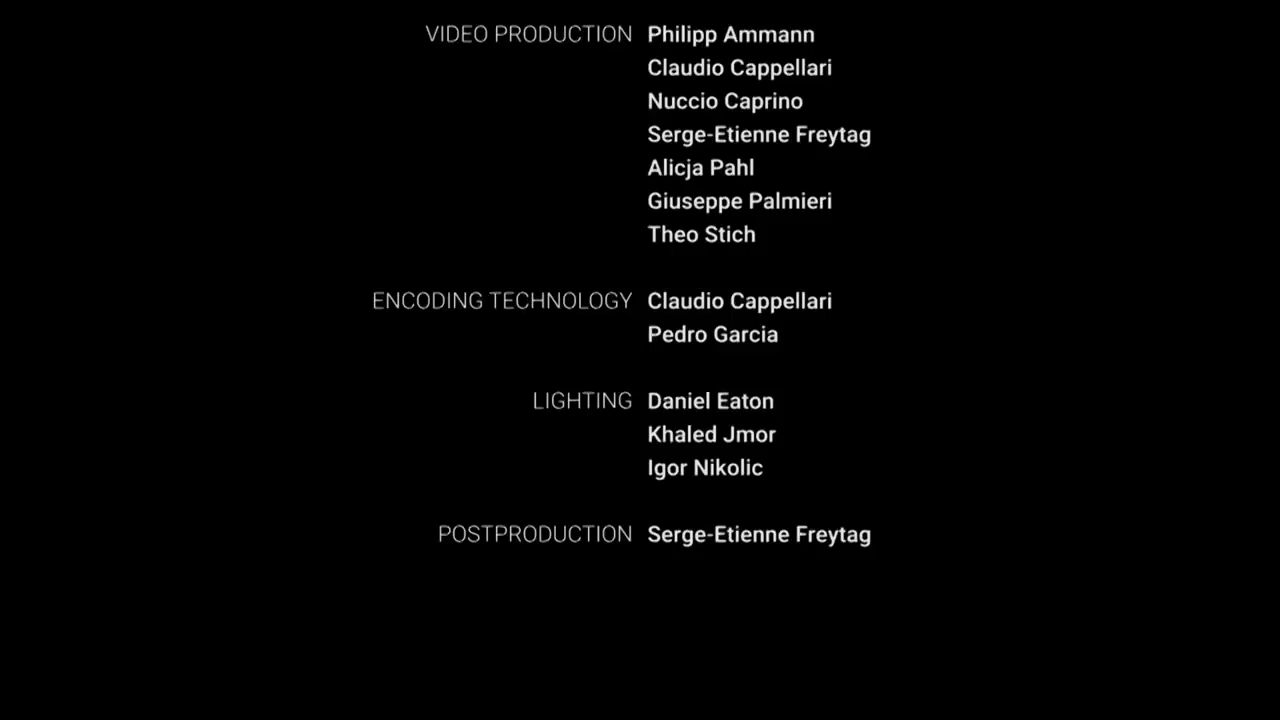 VIDEO PRODUCTION Philipp Ammann
Claudio Cappellari
Nuccio Caprino
Serge-Etienne Freytag
Alicja Pahl
Giuseppe Palmieri
Theo Stich
ENCODING TECHNOLOGY Claudio Cappellari
Pedro Garcia
LIGHTING Daniel Eaton
Khaled Jmor
Igor Nikolic
POSTPRODUCTION Serge-Etienne Freytag